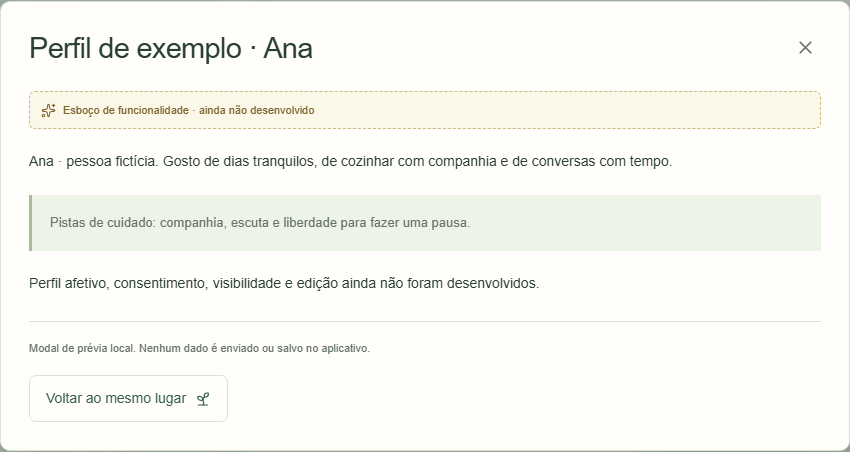 Perfil de exemplo · Ana
Esboço de funcionalidade · ainda não desenvolvido
Ana · pessoa fictícia. Gosto de dias tranquilos, de cozinhar com companhia e de conversas com tempo.
Pistas de cuidado: companhia, escuta e liberdade para fazer uma pausa.
Perfil afetivo, consentimento, visibilidade e edição ainda não foram desenvolvidos.
Modal de prévia local. Nenhum dado é enviado ou salvo no aplicativo.
Voltar ao mesmo lugar